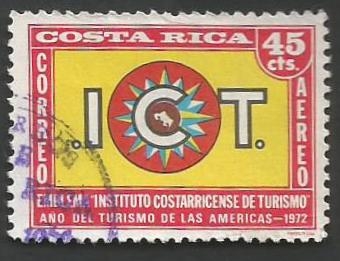 COSTA RICA
45
cts.
CORREO
AEREO
I.C.T.
EMBLEMA "INSTITUTO COSTARRICENSE DE TURISMO"
AÑO DEL TURISMO DE LAS AMERICAS—1972